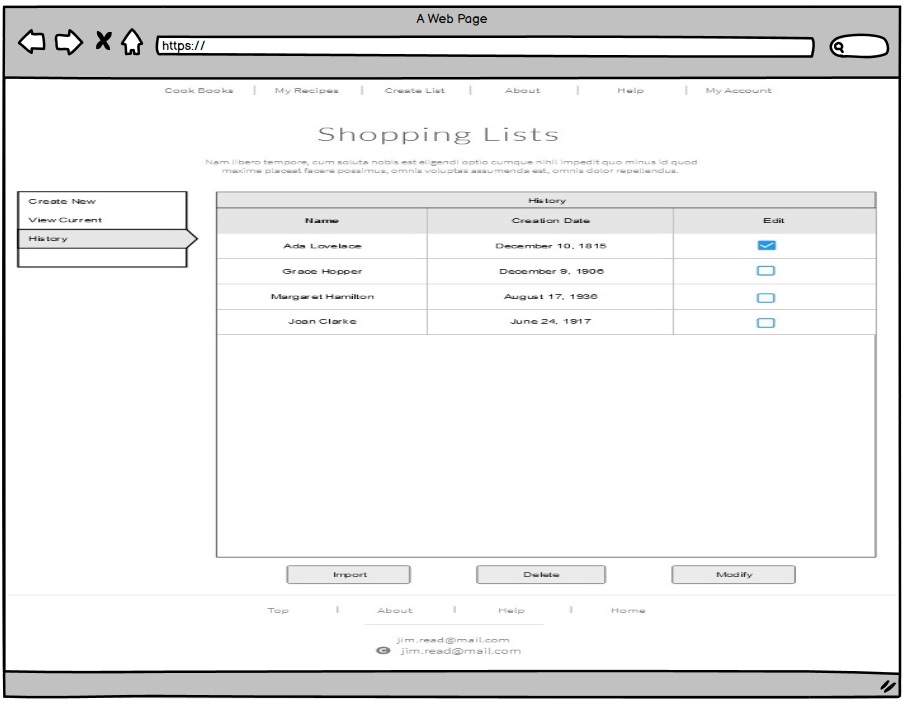 A Web Page
https://
Cook Books | My Recipes | Create List | About | Help | My Account
Shopping Lists
Nam libero tempore, cum soluta nobis est eligendi optio cumque nihil impedit quo minus id quod
maxime placeat facere possimus, omnis voluptas assumenda est, omnis dolor repellendus.
Create New
View Current
History
History
Name Creation Date Edit
Ada Lovelace December 10, 1815
Grace Hopper December 9, 1906
Margaret Hamilton August 17, 1936
Joan Clarke June 24, 1917
Import Delete Modify
Top | About | Help | Home
jim.read@mail.com
© jim.read@mail.com